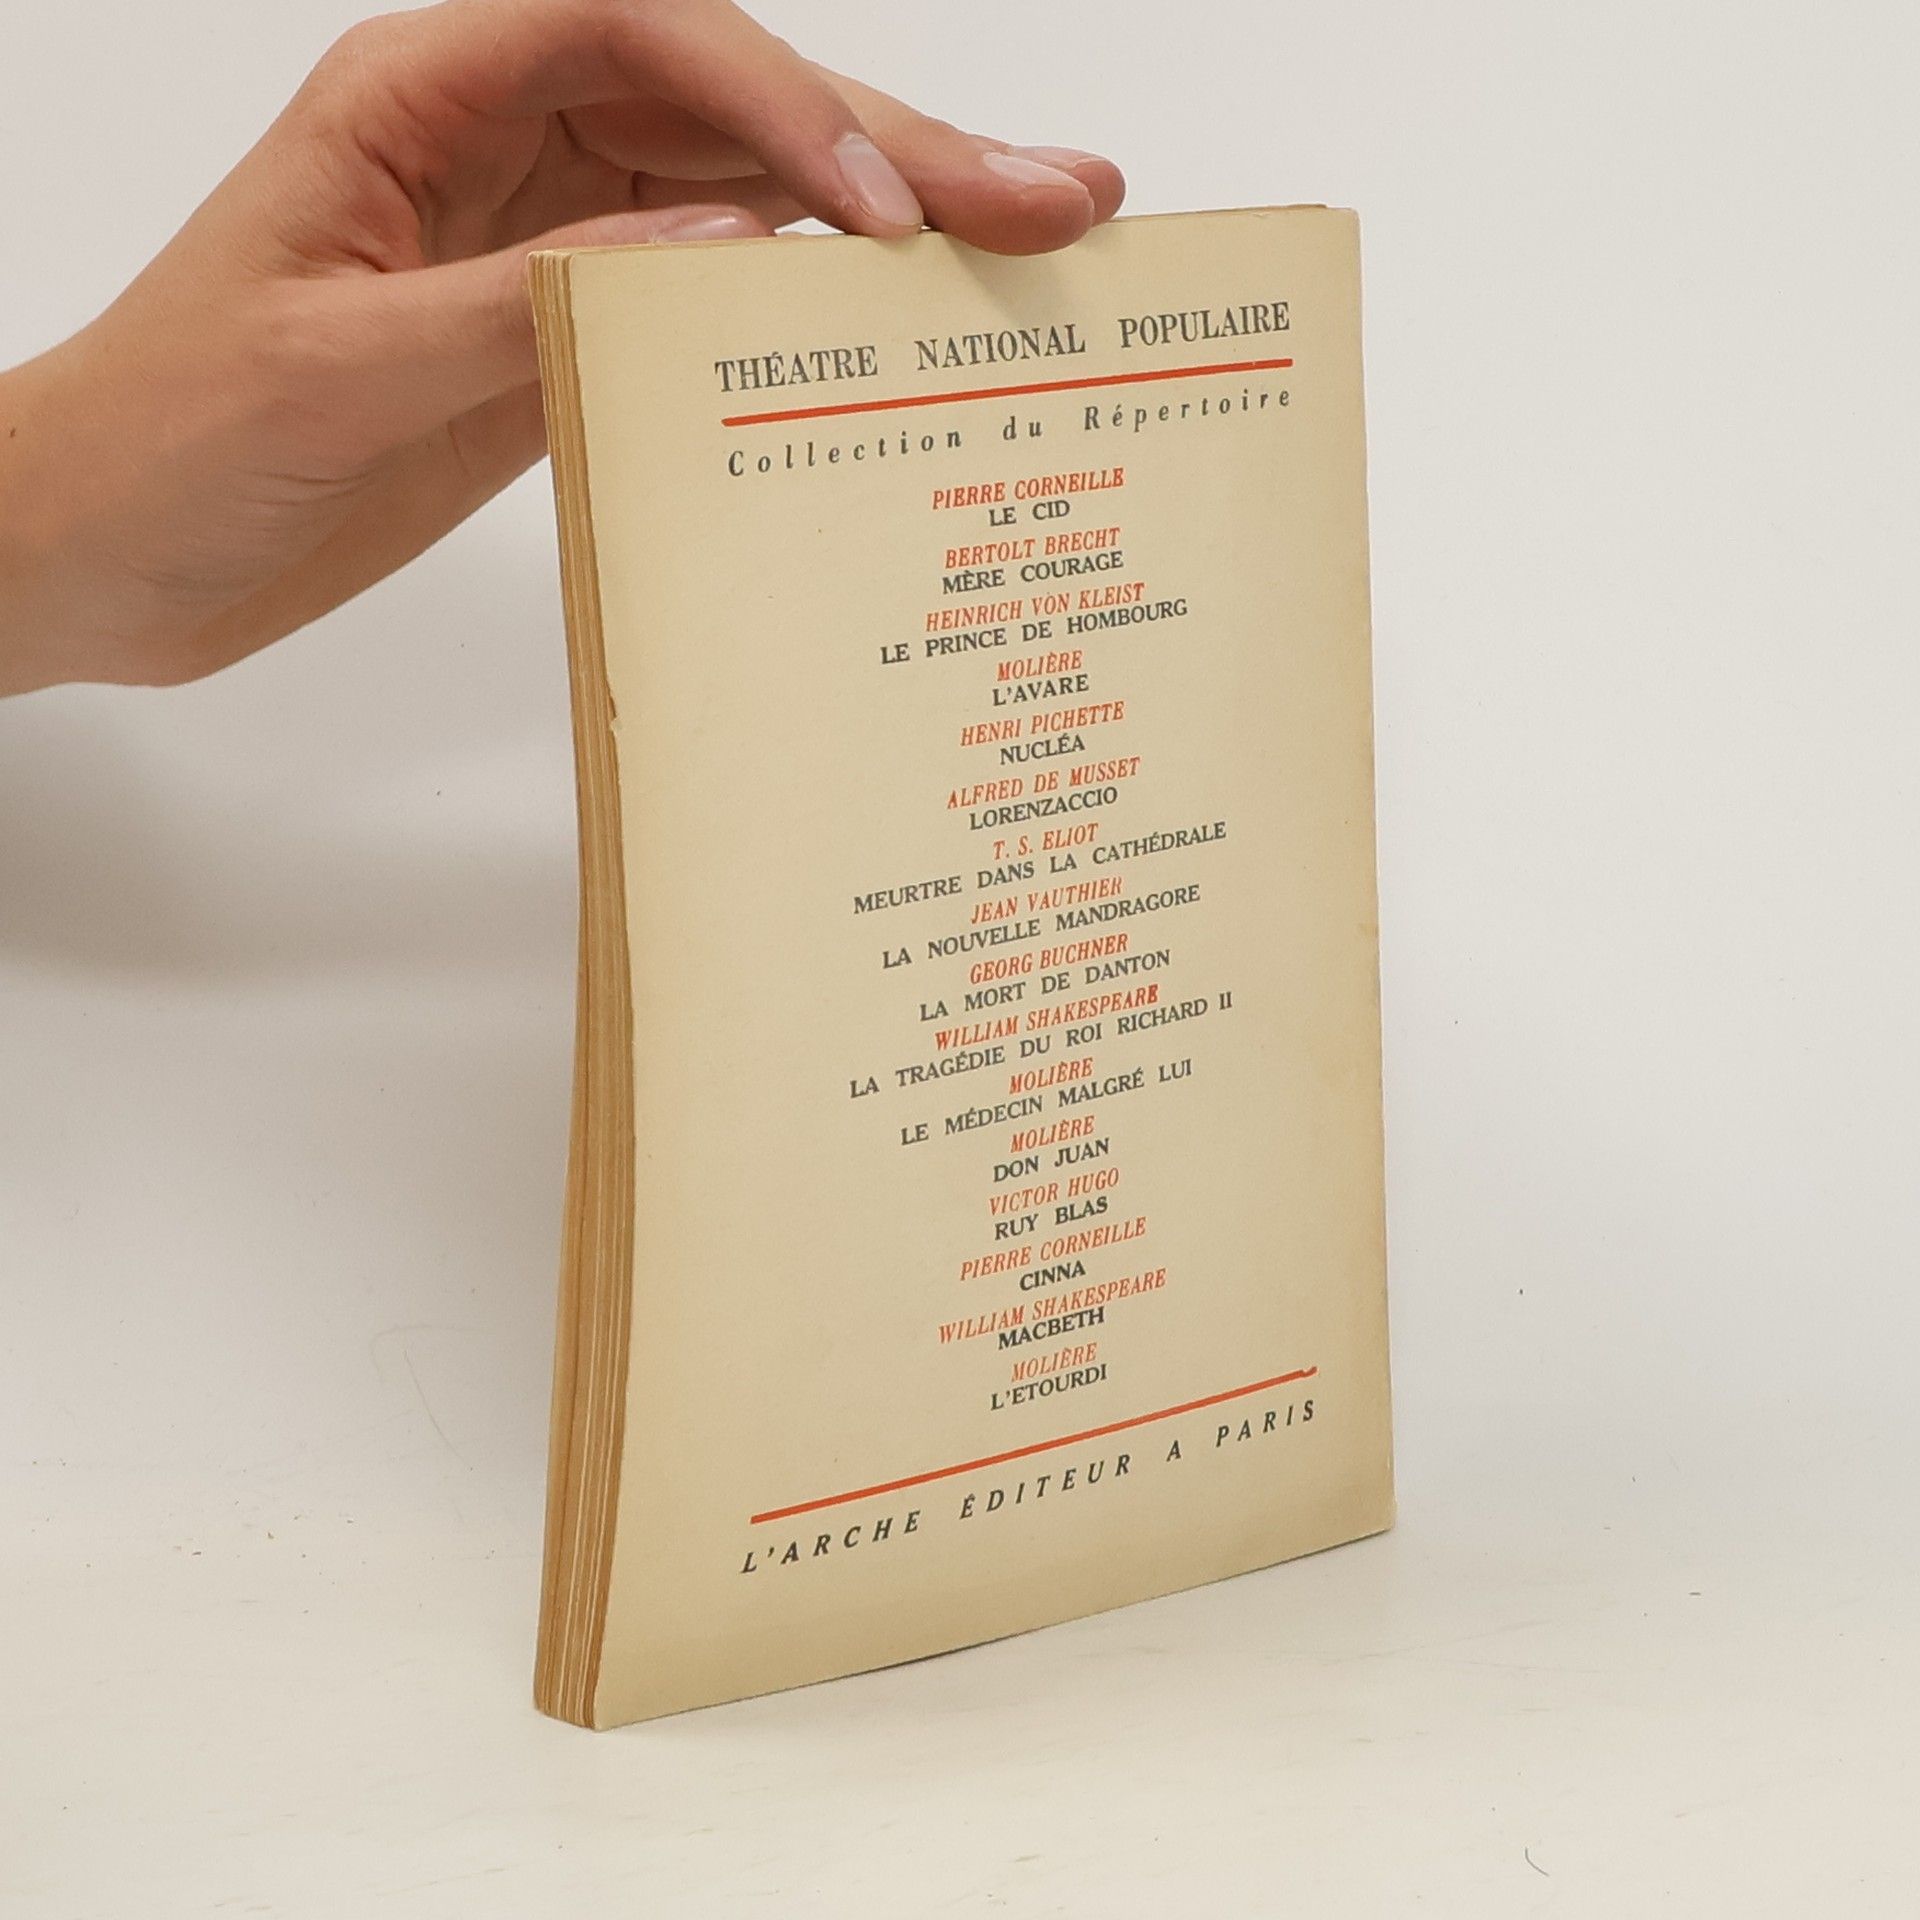 THÉATRE NATIONAL POPULAIRE
Collection du Répertoire
PIERRE CORNEILLE
LE CID
BERTOLT BRECHT
MÈRE COURAGE
HEINRICH VON KLEIST
LE PRINCE DE HOMBOURG
MOLIÈRE
L'AVARE
HENRI PICHETTE
NUCLÉA
ALFRED DE MUSSET
LORENZACCIO
T. S. ELIOT
MEURTRE DANS LA CATHÉDRALE
JEAN VAUTHIER
LA NOUVELLE MANDRAGORE
GEORG BUCHNER
LA MORT DE DANTON
WILLIAM SHAKESPEARE
LA TRAGÉDIE DU ROI RICHARD II
MOLIÈRE
LE MÉDECIN MALGRÉ LUI
MOLIÈRE
DON JUAN
VICTOR HUGO
RUY BLAS
PIERRE CORNEILLE
CINNA
WILLIAM SHAKESPEARE
MACBETH
MOLIÈRE
L'ETOURDI
L'ARCHE ÉDITEUR A PARIS